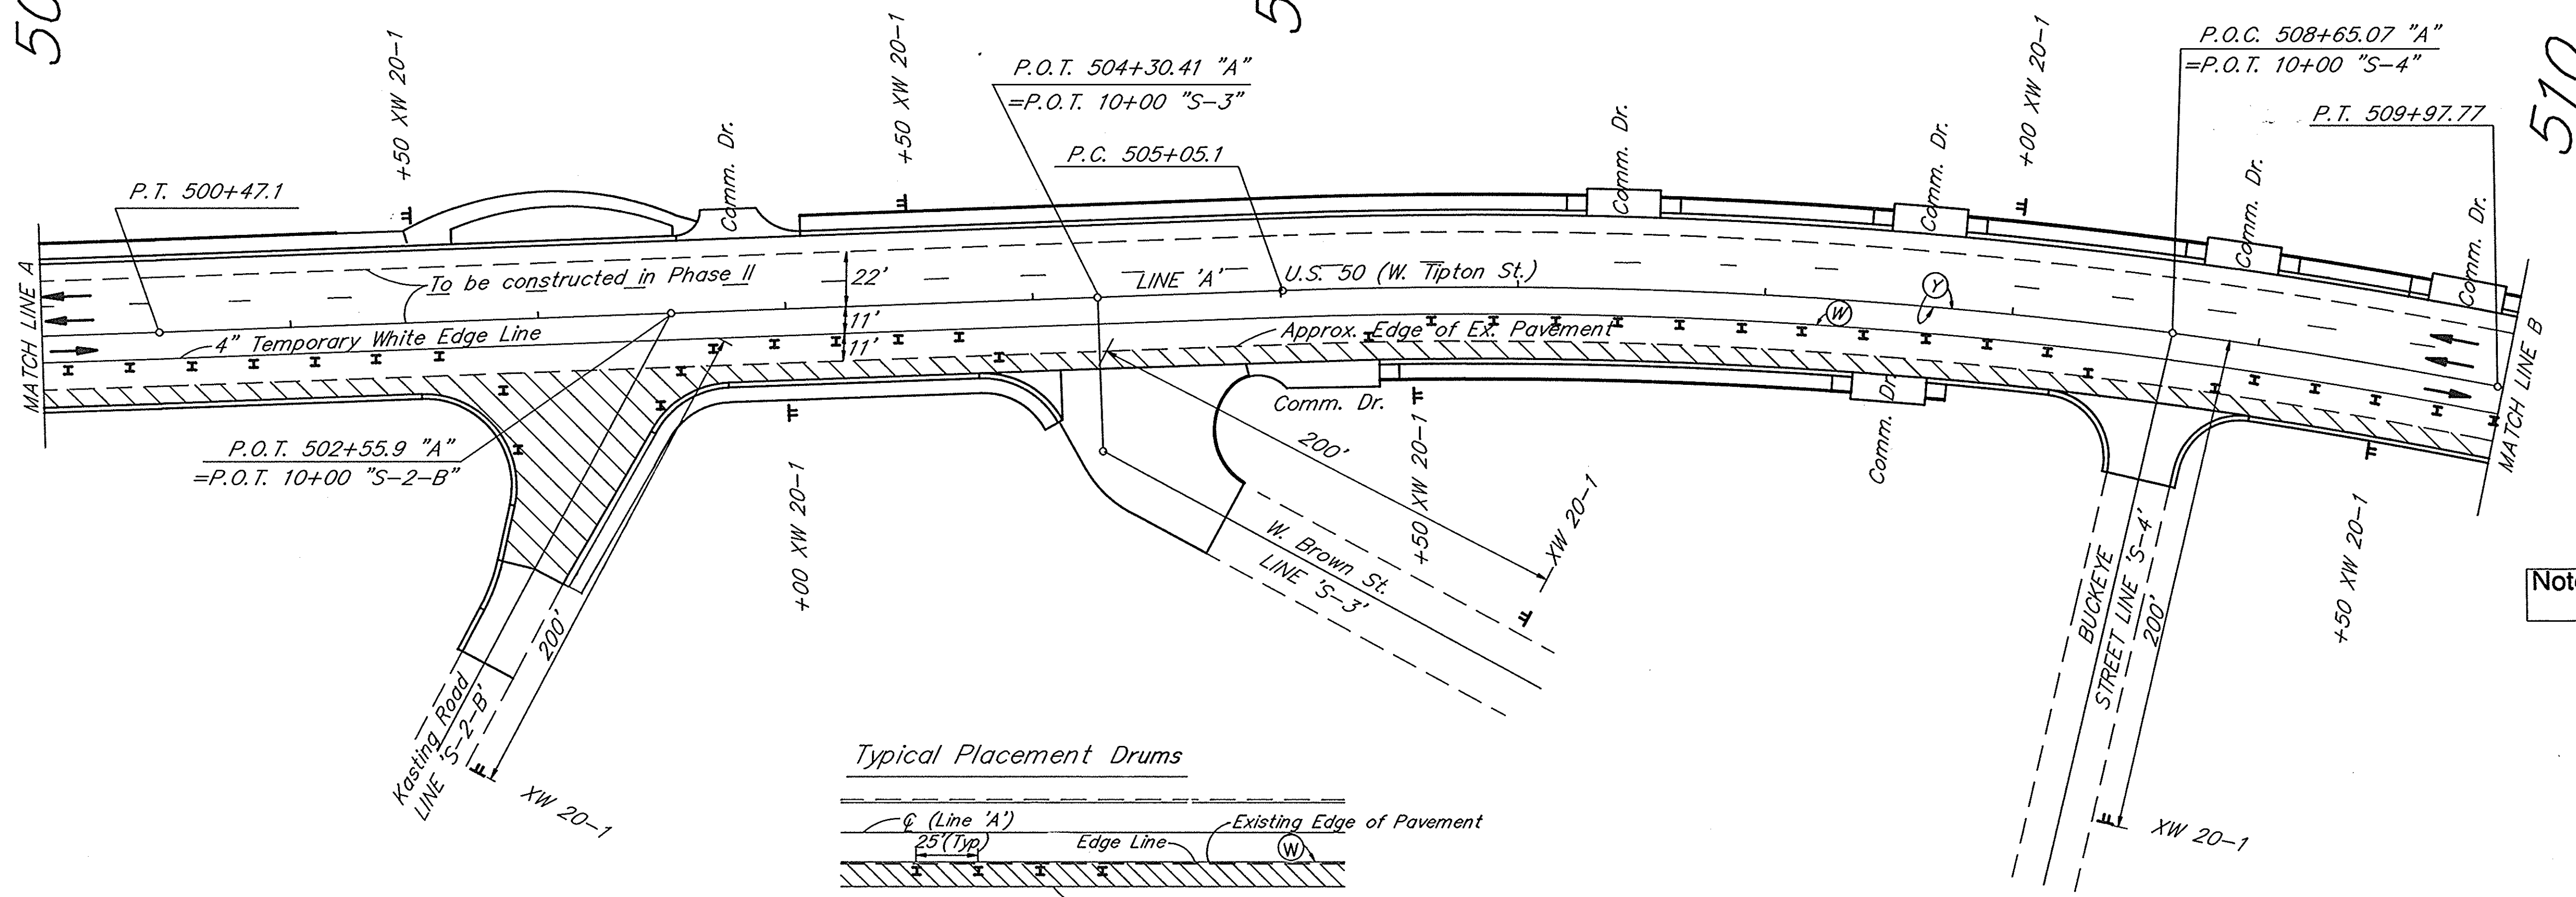 50
5
510
P.T. 500+47.1
+50 XW 20-1
Comm. Dr.
+50 XW 20-1
P.O.T. 504+30.41 "A"
=P.O.T. 10+00 "S-3"
P.C. 505+05.1
Comm. Dr.
Comm. Dr.
+00 XW 20-1
P.O.C. 508+65.07 "A"
=P.O.T. 10+00 "S-4"
P.T. 509+97.77
Comm. Dr.
Comm. Dr.
MATCH LINE A
To be constructed in Phase II
22'
LINE 'A'
U.S. 50 (W. Tipton St.)
Y
4" Temporary White Edge Line
11'
11'
Approx. Edge of Ex. Pavement
W
MATCH LINE B
P.O.T. 502+55.9 "A"
=P.O.T. 10+00 "S-2-B"
+00 XW 20-1
Comm. Dr.
200'
+50 XW 20-1
XW 20-1
Comm. Dr.
+50 XW 20-1
W. Brown St.
LINE 'S-3'
BUCKEYE
STREET LINE 'S-4'
200'
200'
Kasting Road
LINE 'S-2-B'
XW 20-1
XW 20-1
Typical Placement Drums
℄ (Line 'A')
Existing Edge of Pavement
25'(Typ)
Edge Line
W